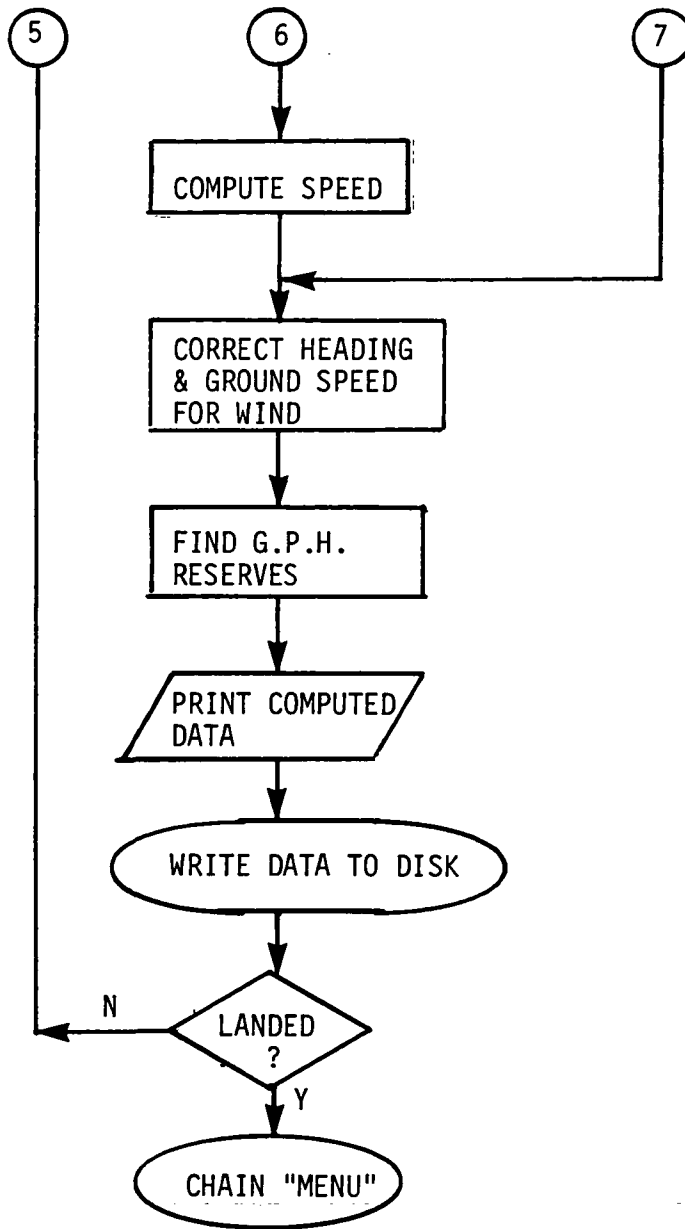 5
6
7
COMPUTE SPEED
CORRECT HEADING
& GROUND SPEED
FOR WIND
FIND G.P.H.
RESERVES
PRINT COMPUTED
DATA
WRITE DATA TO DISK
N
LANDED
?
Y
CHAIN "MENU"